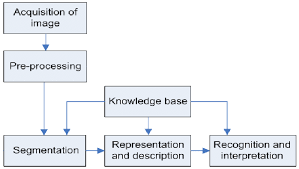 Acquisition of
image
Pre-processing
Knowledge base
Segmentation
Representation
and description
Recognition and
interpretation